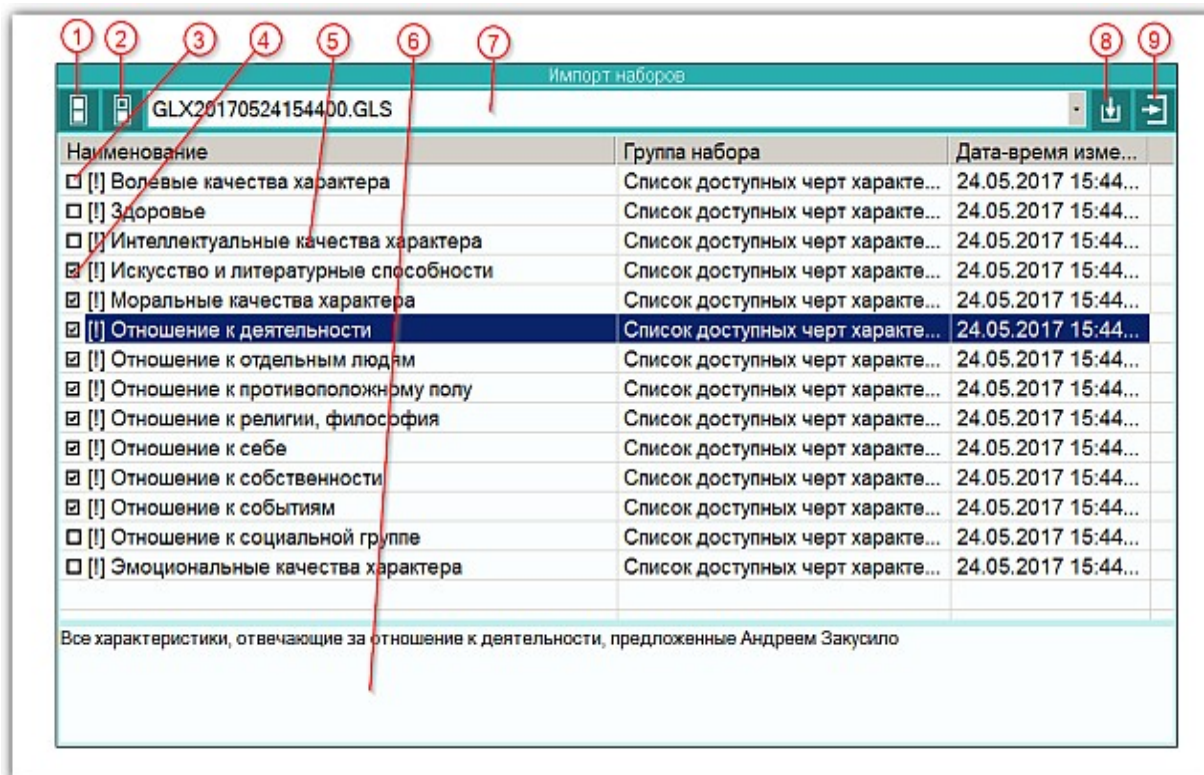 1 2 3 4 5 6 7 8 9
Импорт наборов
GLX20170524154400.GLS
Наименование Группа набора Дата-время изме...
[!] Волевые качества характера Список доступных черт характе... 24.05.2017 15:44...
[!] Здоровье Список доступных черт характе... 24.05.2017 15:44...
[!] Интеллектуальные качества характера Список доступных черт характе... 24.05.2017 15:44...
[!] Искусство и литературные способности Список доступных черт характе... 24.05.2017 15:44...
[!] Моральные качества характера Список доступных черт характе... 24.05.2017 15:44...
[!] Отношение к деятельности Список доступных черт характе... 24.05.2017 15:44...
[!] Отношение к отдельным людям Список доступных черт характе... 24.05.2017 15:44...
[!] Отношение к противоположному полу Список доступных черт характе... 24.05.2017 15:44...
[!] Отношение к религии, философия Список доступных черт характе... 24.05.2017 15:44...
[!] Отношение к себе Список доступных черт характе... 24.05.2017 15:44...
[!] Отношение к собственности Список доступных черт характе... 24.05.2017 15:44...
[!] Отношение к событиям Список доступных черт характе... 24.05.2017 15:44...
[!] Отношение к социальной группе Список доступных черт характе... 24.05.2017 15:44...
[!] Эмоциональные качества характера Список доступных черт характе... 24.05.2017 15:44...
Все характеристики, отвечающие за отношение к деятельности, предложенные Андреем Закусило